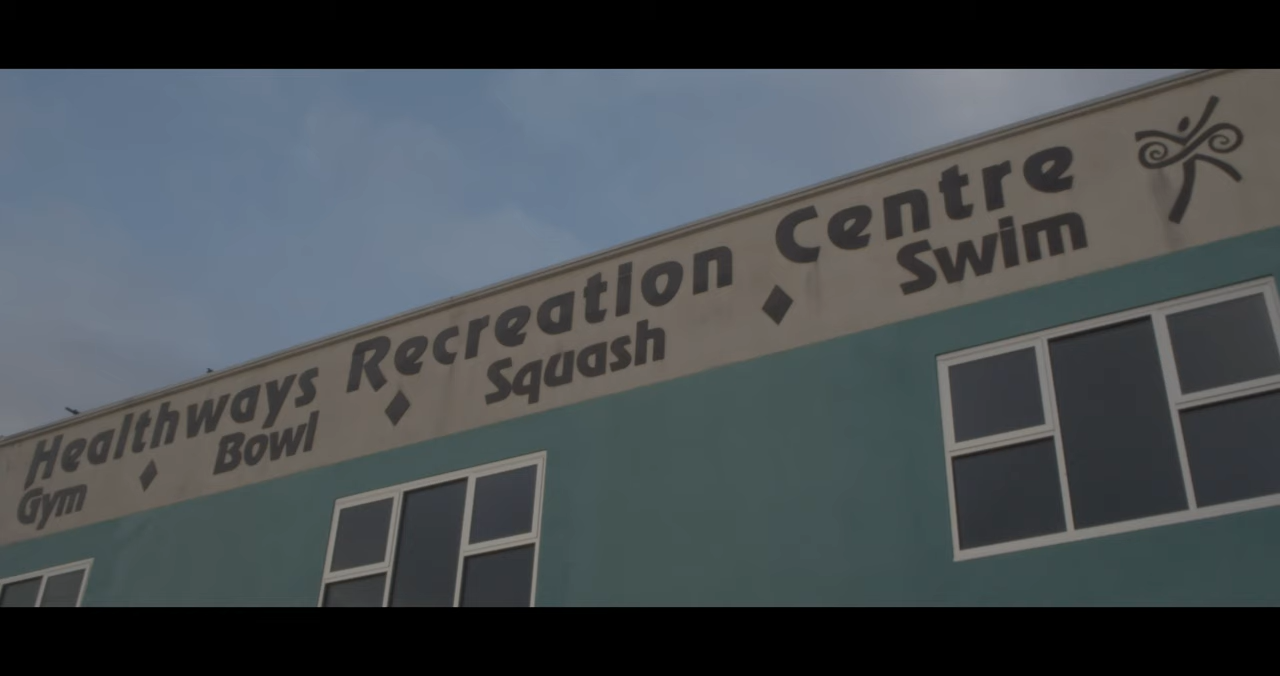 Healthways Recreation Centre
Gym ♦ Bowl ♦ Squash ♦ Swim